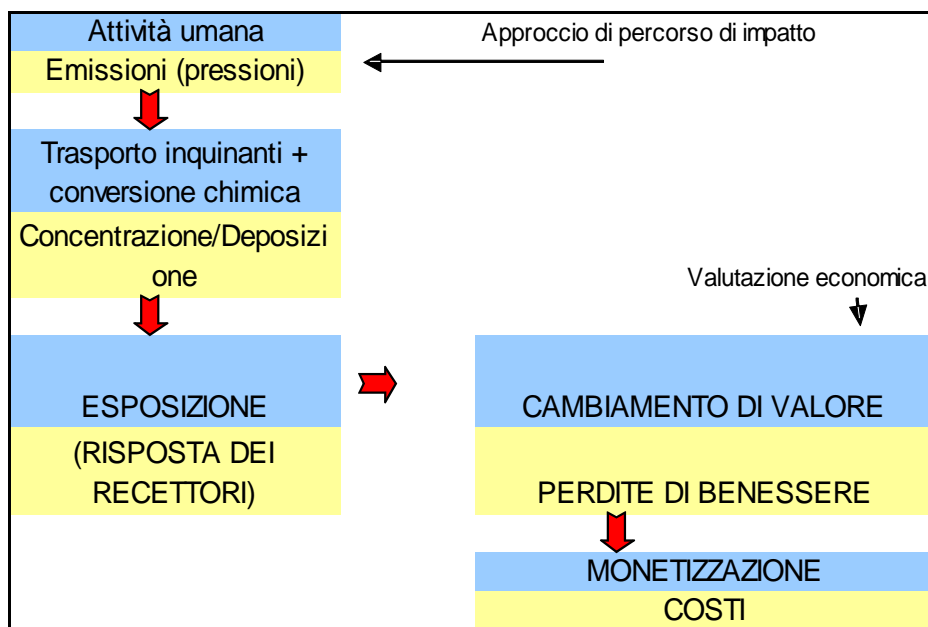 Attività umana
Approccio di percorso di impatto
Emissioni (pressioni)
Trasporto inquinanti +
conversione chimica
Concentrazione/Deposizi
one
Valutazione economica
ESPOSIZIONE
CAMBIAMENTO DI VALORE
(RISPOSTA DEI
RECETTORI)
PERDITE DI BENESSERE
MONETIZZAZIONE
COSTI